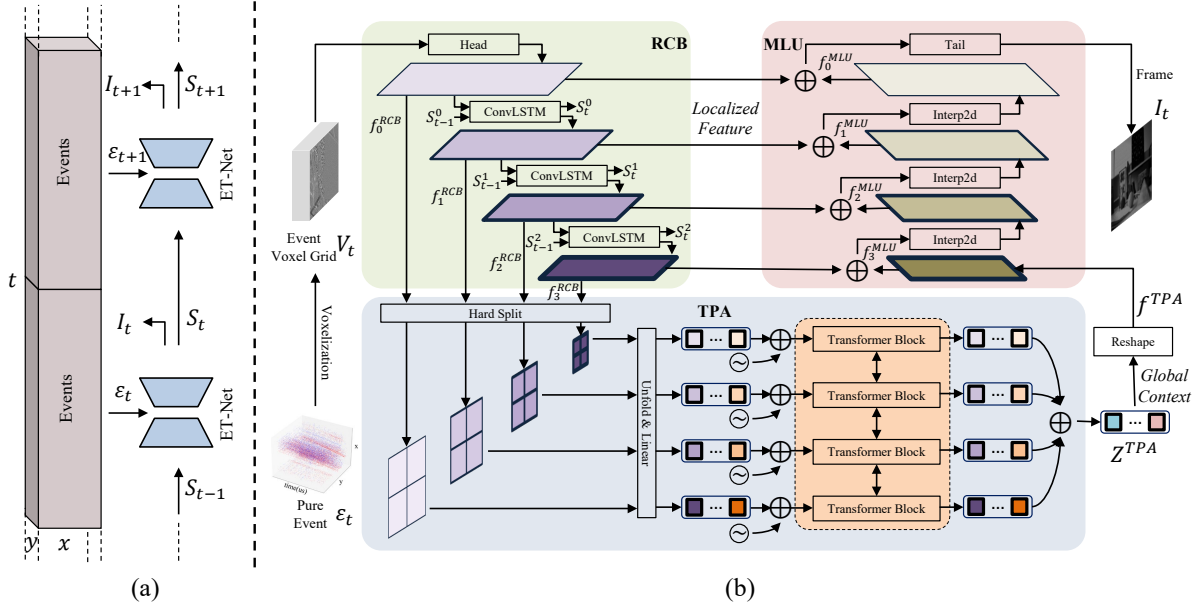 I_{t+1}
S_{t+1}
Events
ε_{t+1}
ET-Net
t
I_t
S_t
Events
ε_t
ET-Net
S_{t-1}
y
x
(a)
Head
RCB
f_0^{RCB}
S_{t-1}^0
ConvLSTM
S_t^0
f_1^{RCB}
S_{t-1}^1
ConvLSTM
S_t^1
f_2^{RCB}
S_{t-1}^2
ConvLSTM
S_t^2
f_3^{RCB}
Event
Voxel Grid
V_t
Voxelization
x
y
time(us)
Pure
Event
ε_t
Localized
Feature
MLU
Tail
f_0^{MLU}
Interp2d
f_1^{MLU}
Interp2d
f_2^{MLU}
Interp2d
f_3^{MLU}
Frame
I_t
TPA
Hard Split
Unfold & Linear
...
Transformer Block
...
...
Transformer Block
...
...
Transformer Block
...
...
Transformer Block
...
f^{TPA}
Reshape
Global
Context
...
Z^{TPA}
(b)